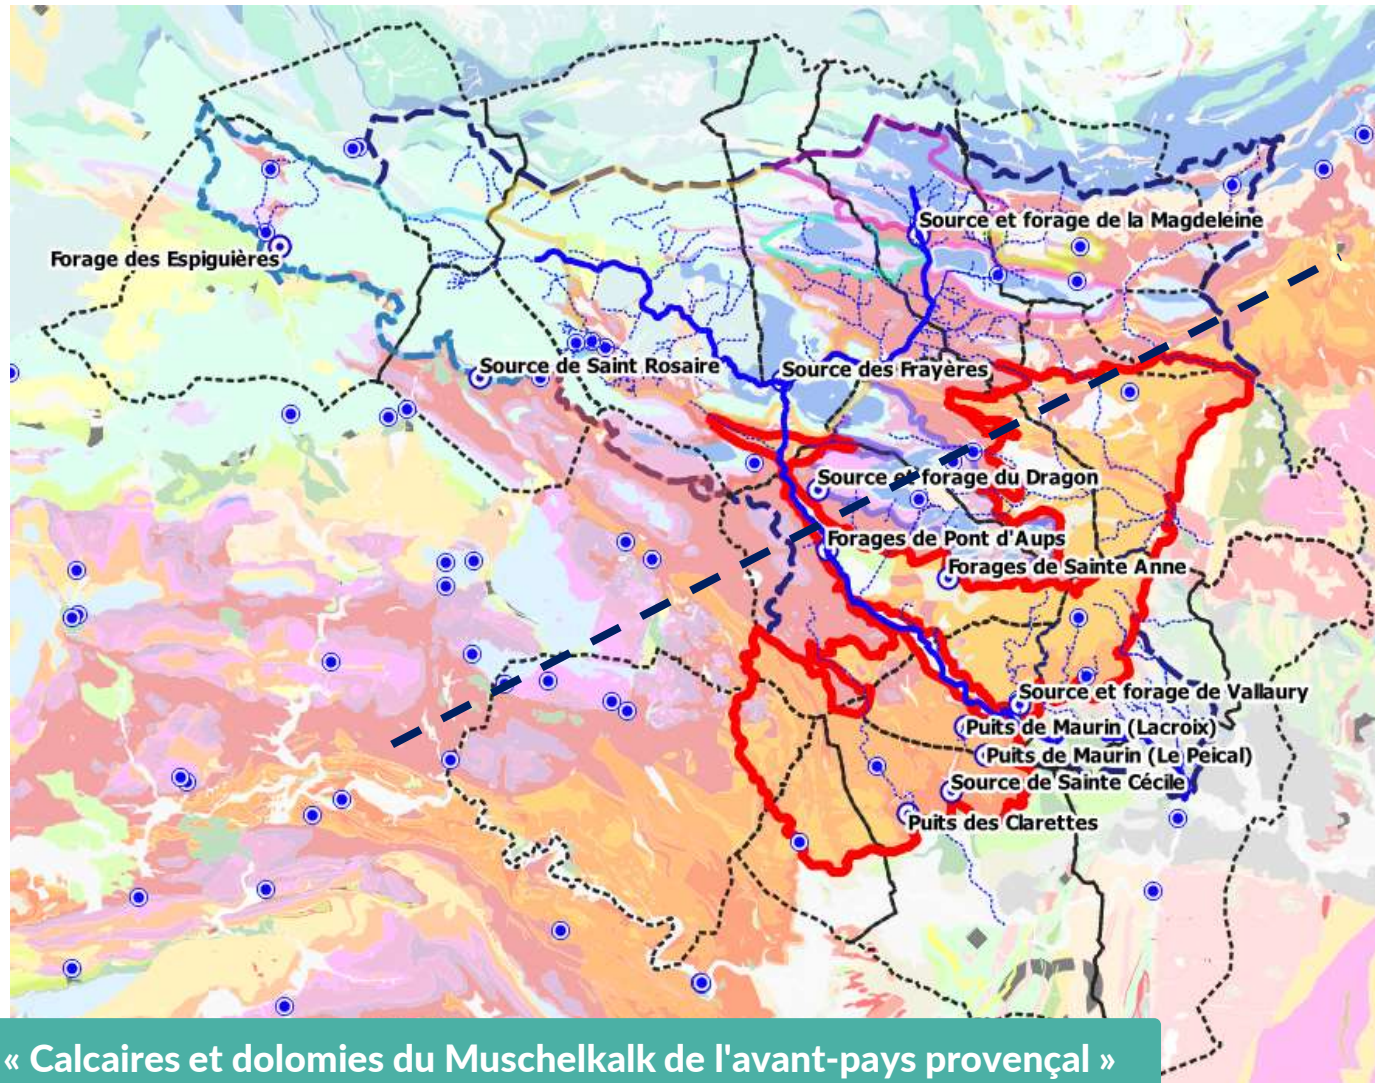 Source et forage de la Magdeleine
Forage des Espiguières
Source de Saint Rosaire
Source des Frayères
Source et forage du Dragon
Forages de Pont d'Aups
Forages de Sainte Anne
Source et forage de Vallaury
Puits de Maurin (Lacroix)
Puits de Maurin (Le Peical)
Source de Sainte Cécile
Puits des Clarettes
« Calcaires et dolomies du Muschelkalk de l'avant-pays provençal »